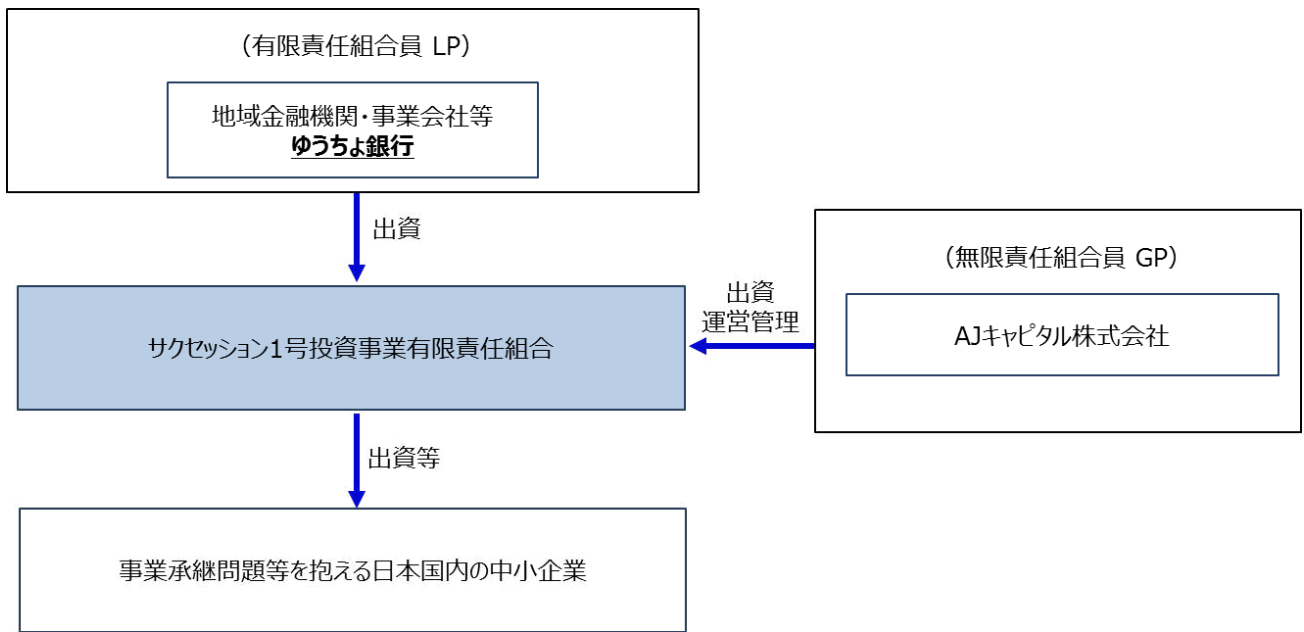 （有限責任組合員 LP）
地域金融機関・事業会社等
ゆうちょ銀行
出資
（無限責任組合員 GP）
出資
運営管理
AJキャピタル株式会社
サクセッション1号投資事業有限責任組合
出資等
事業承継問題等を抱える日本国内の中小企業